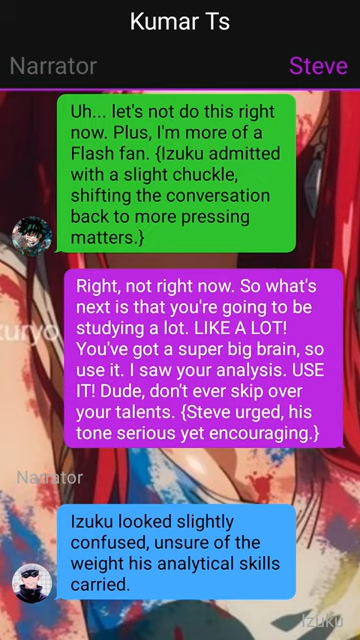 Kumar Ts
Narrator
Steve
Uh... let's not do this right
now. Plus, I'm more of a
Flash fan. {Izuku admitted
with a slight chuckle,
shifting the conversation
back to more pressing
matters.}
Right, not right now. So what's
next is that you're going to be
studying a lot. LIKE A LOT!
You've got a super big brain, so
use it. I saw your analysis. USE
IT! Dude, don't ever skip over
your talents. {Steve urged, his
tone serious yet encouraging.}
Narrator
Izuku looked slightly
confused, unsure of the
weight his analytical skills
carried.
Izuku